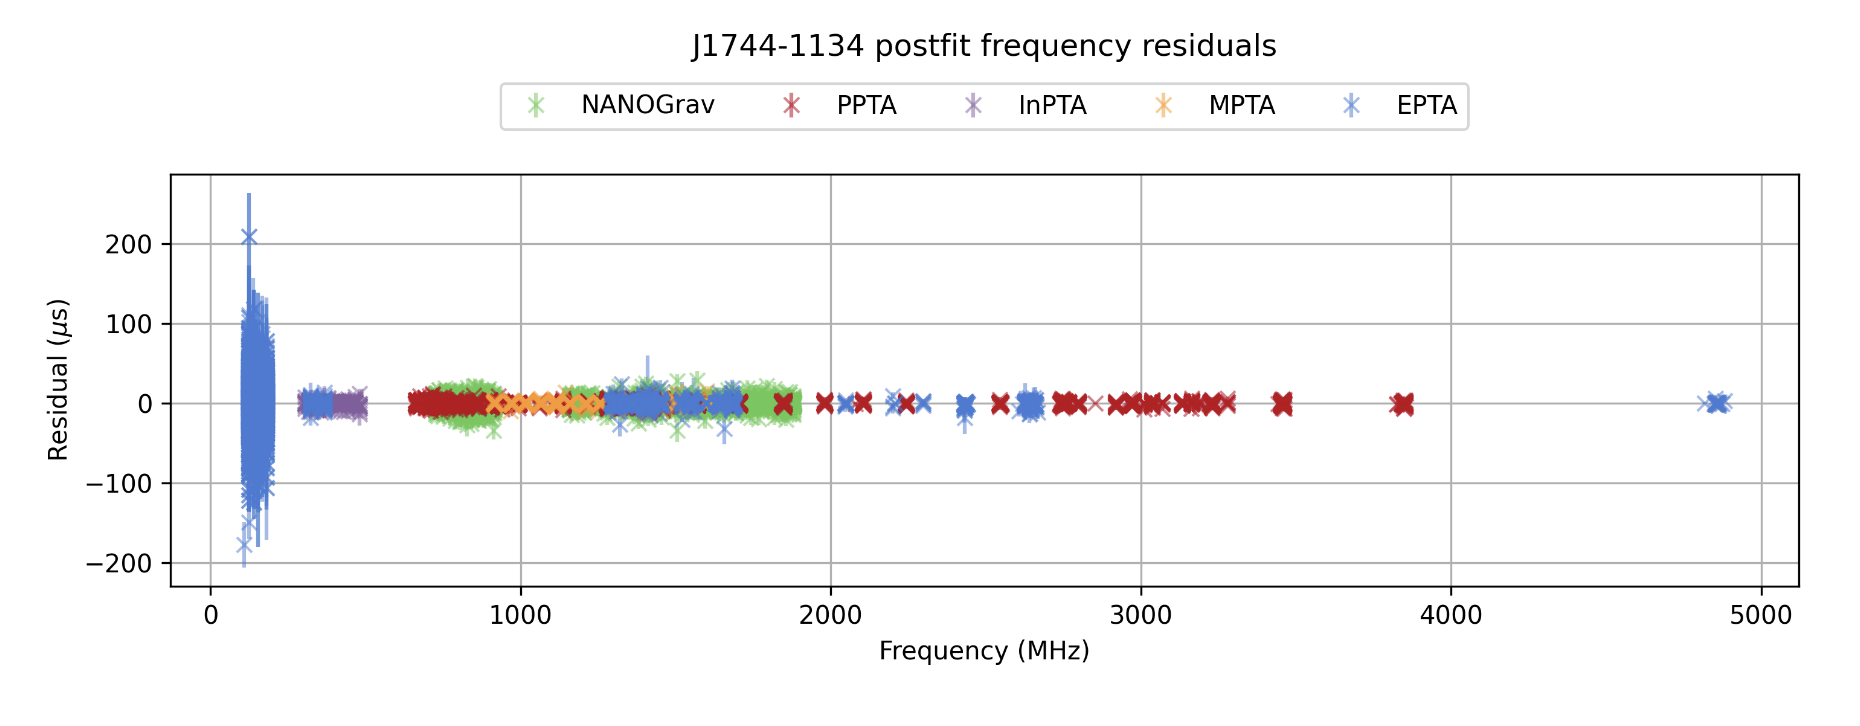 J1744-1134 postfit frequency residuals
NANOGrav PPTA InPTA MPTA EPTA
200
100
0
−100
−200
Residual (μs)
0 1000 2000 3000 4000 5000
Frequency (MHz)